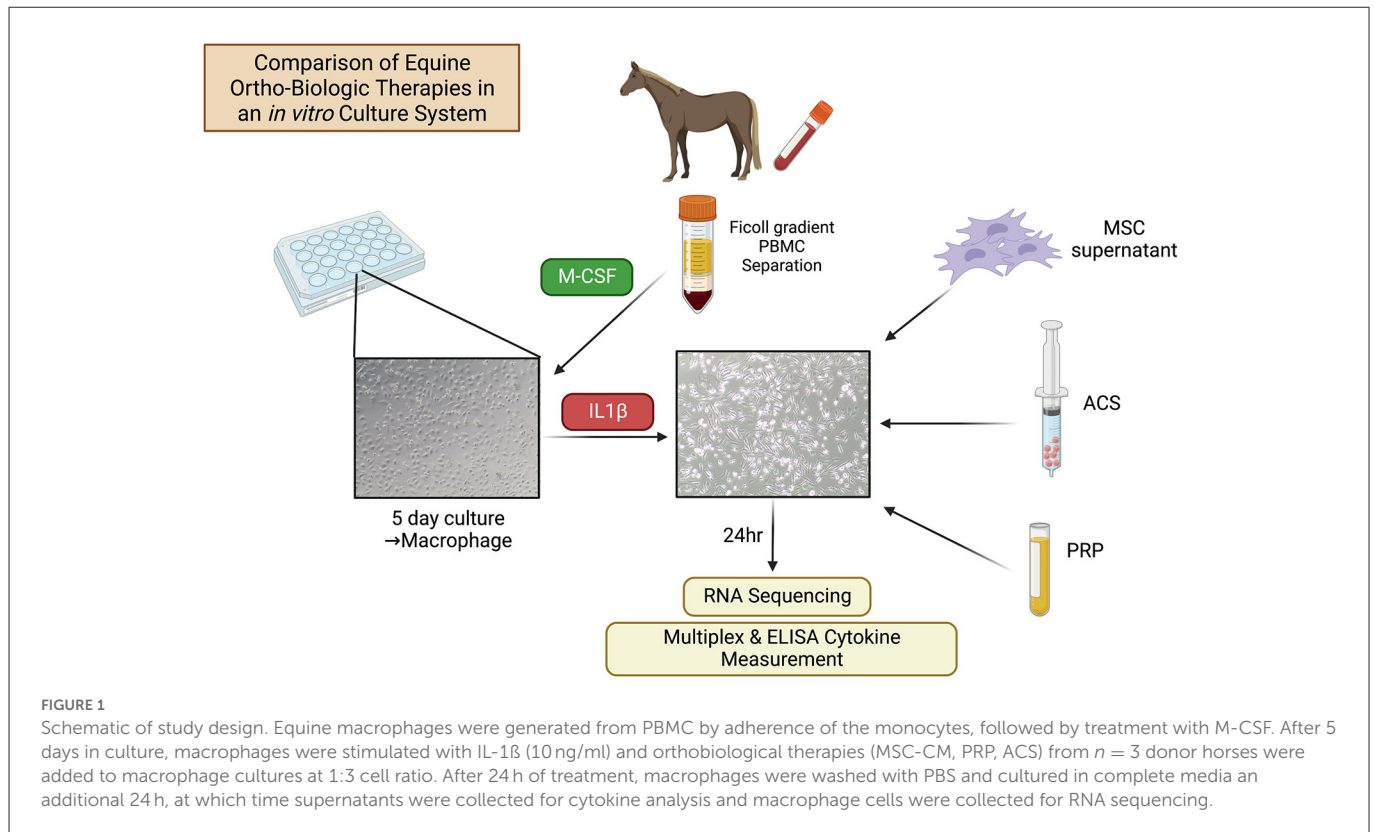 Comparison of Equine
Ortho-Biologic Therapies in
an in vitro Culture System
Ficoll gradient
PBMC
Separation
MSC
supernatant
M-CSF
IL1β
ACS
5 day culture
→Macrophage
24hr
PRP
RNA Sequencing
Multiplex & ELISA Cytokine
Measurement
FIGURE 1
Schematic of study design. Equine macrophages were generated from PBMC by adherence of the monocytes, followed by treatment with M-CSF. After 5
days in culture, macrophages were stimulated with IL-1ß (10 ng/ml) and orthobiological therapies (MSC-CM, PRP, ACS) from n = 3 donor horses were
added to macrophage cultures at 1:3 cell ratio. After 24 h of treatment, macrophages were washed with PBS and cultured in complete media an
additional 24 h, at which time supernatants were collected for cytokine analysis and macrophage cells were collected for RNA sequencing.